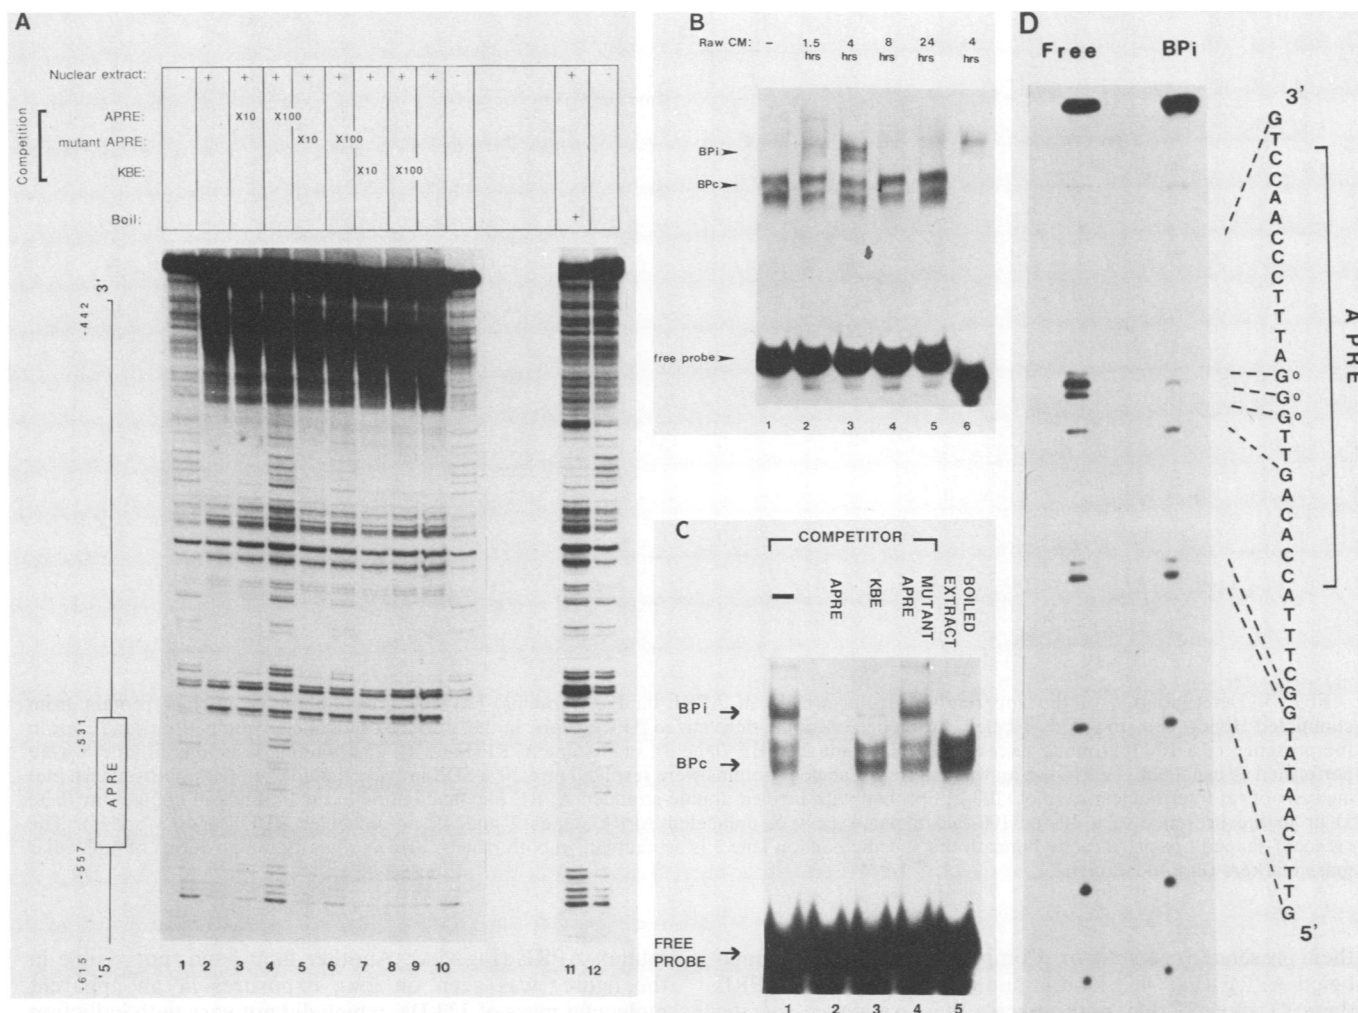 A
Nuclear extract: - + + + + + + + + - + -
Competition
APRE: X10 X100
mutant APRE: X10 X100
KBE: X10 X100
Boil: +
3'
-442
-531
APRE
-557
-615
5'
1 2 3 4 5 6 7 8 9 10 11 12
B
Raw CM: – 1.5 hrs 4 hrs 8 hrs 24 hrs 4 hrs
BPi
BPc
free probe
1 2 3 4 5 6
C
COMPETITOR
–
APRE
KBE
APRE MUTANT
BOILED EXTRACT
BPi
BPc
FREE PROBE
1 2 3 4 5
D
Free BPi
3'
G
T
C
C
A
A
C
C
C
T
T
T
A
G o
G o
G o
T
T
G
A
C
A
C
C
A
T
T
T
C
G
G
A
T
A
A
C
T
T
G
5'
APRE